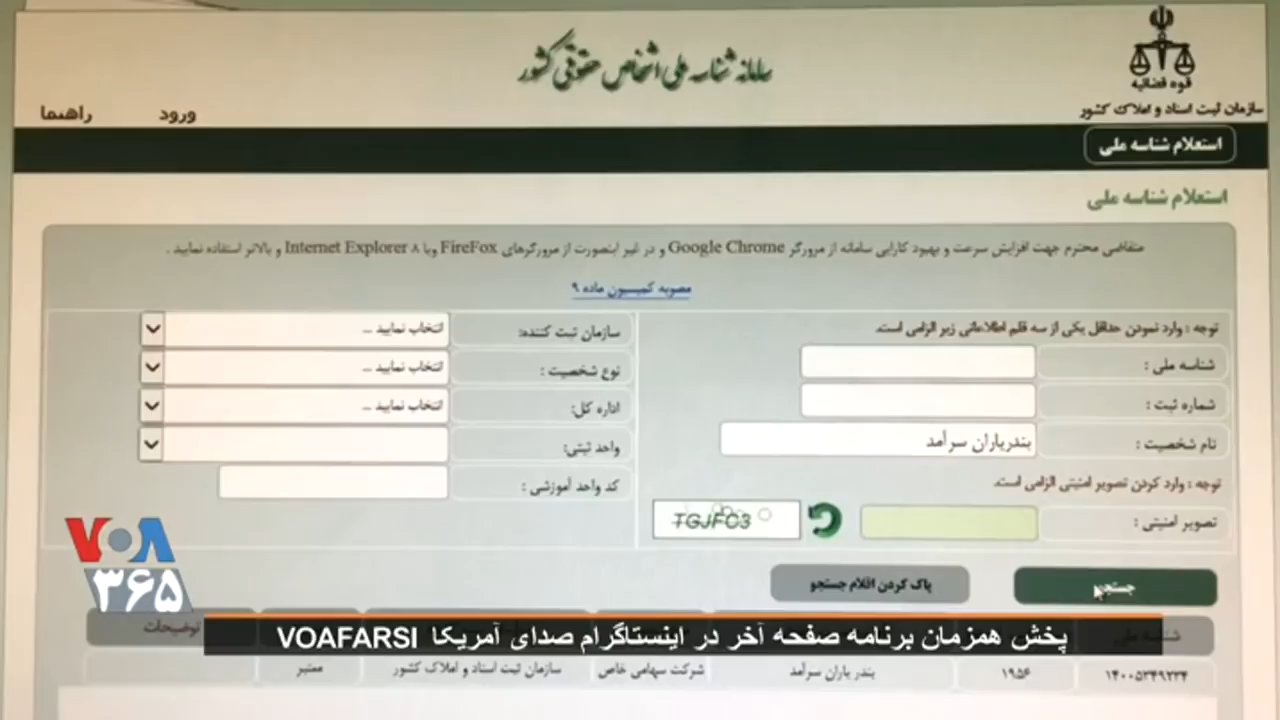 قوه قضائیه
سازمان ثبت اسناد و املاک کشور
سامانه شناسه ملی اشخاص حقوقی کشور
ورود
راهنما
استعلام شناسه ملی
استعلام شناسه ملی
متقاضی محترم جهت افزایش سرعت و بهبود کارایی سامانه از مرورگر Google Chrome و در غیر اینصورت از مرورگرهای FireFox ویا Internet Explorer ۸ و بالاتر استفاده نمایید .
مصوبه کمیسیون ماده ۹
توجه : وارد نمودن حداقل یکی از سه قلم اطلاعاتی زیر الزامی است.
شناسه ملی :
شماره ثبت :
نام شخصیت : بندریاران سرآمد
توجه : وارد کردن تصویر امنیتی الزامی است.
تصویر امنیتی : TGJFC3
سازمان ثبت کننده: انتخاب نمایید ...
نوع شخصیت : انتخاب نمایید ...
اداره کل: انتخاب نمایید ...
واحد ثبتی:
کد واحد آموزشی :
جستجو
پاک کردن اقلام جستجو
توضیحات
۱۴۰۰۵۳۴۹۲۳۴ ۱۹۵۶ بندر یاران سرآمد شرکت سهامی خاص سازمان ثبت اسناد و املاک کشور معتبر
VOA
۳۶۵
پخش همزمان برنامه صفحه آخر در اینستاگرام صدای آمریکا VOAFARSI